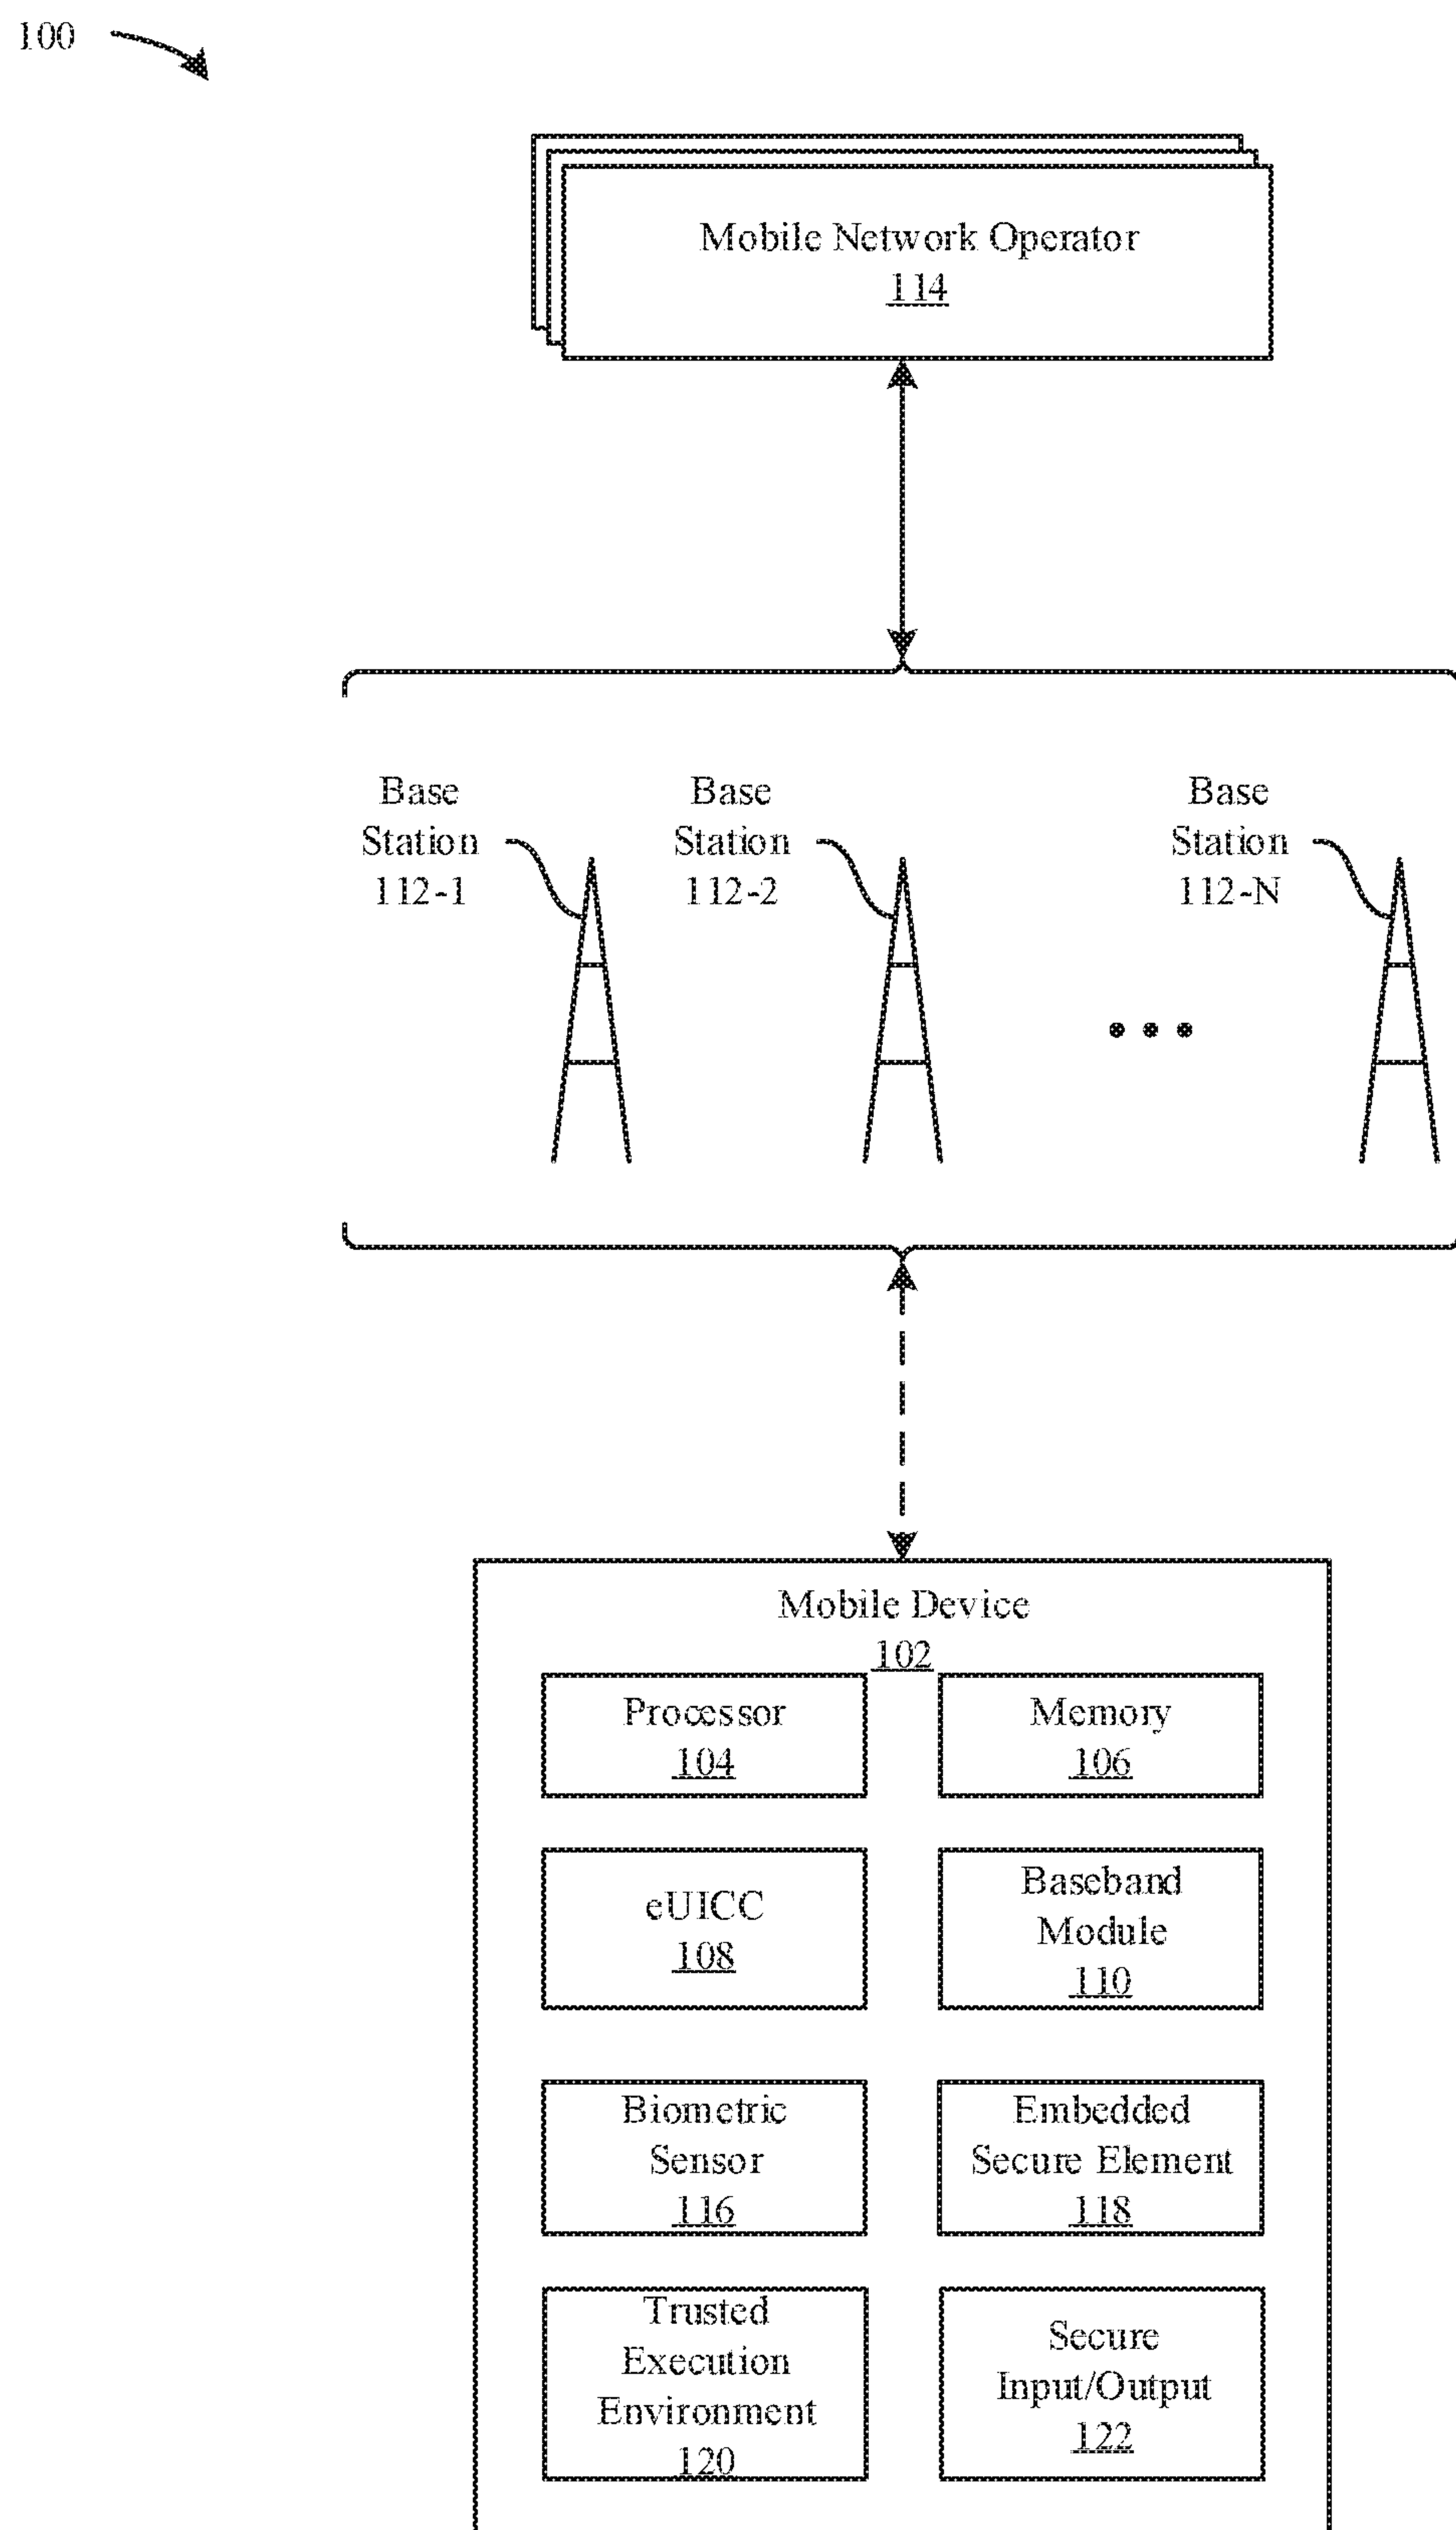 100
Mobile Network Operator
114
Base
Station
112-1
Base
Station
112-2
Base
Station
112-N
Mobile Device
102
Processor
104
Memory
106
eUICC
108
Baseband
Module
110
Biometric
Sensor
116
Embedded
Secure Element
118
Trusted
Execution
Environment
120
Secure
Input/Output
122